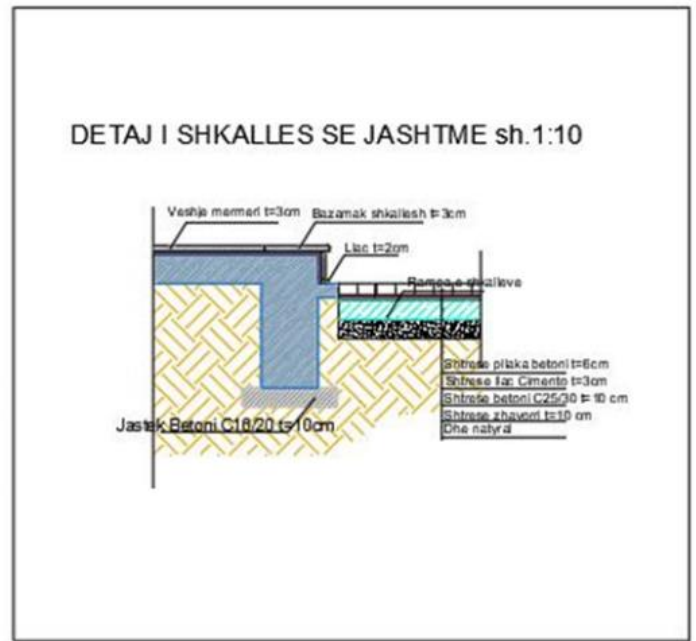 DETAJ I SHKALLES SE JASHTME sh.1:10
Veshje mermeri t=3cm
Bazamak shkallesh t=3cm
Llac t=2cm
Rampa e shkalleve
Shtrese pllaka betoni t=6cm
Shtrese llac Cimento t=3cm
Shtrese betoni C25/30 t= 10 cm
Shtrese zhavorri t=10 cm
Dhe natyral
Jastek Betoni C16/20 t=10cm